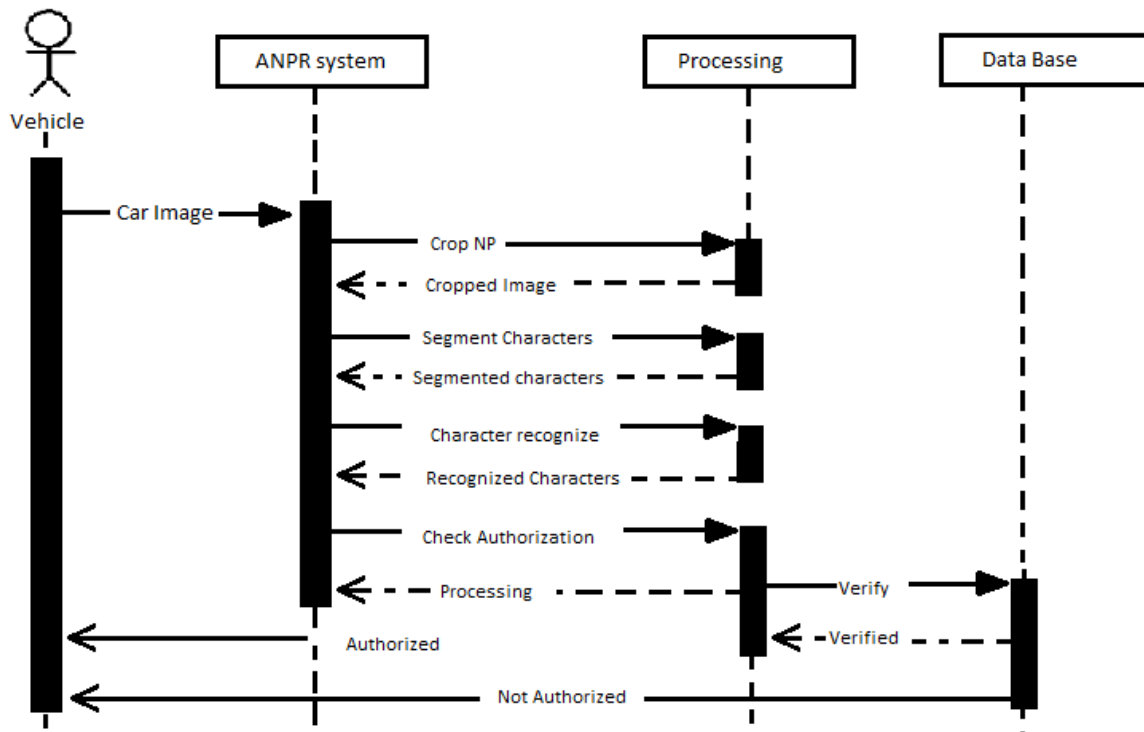 ANPR system
Processing
Data Base
Vehicle
Car Image
Crop NP
Cropped Image
Segment Characters
Segmented characters
Character recognize
Recognized Characters
Check Authorization
Processing
Verify
Authorized
Verified
Not Authorized